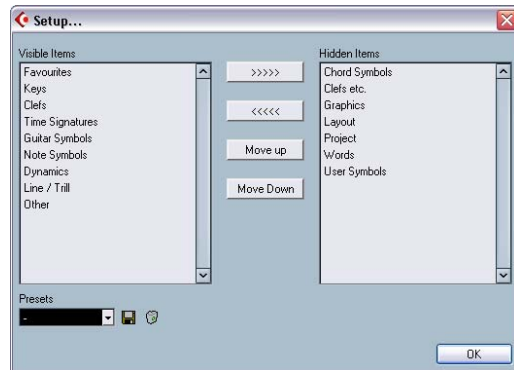 Setup...
Visible Items
Favourites
Keys
Clefs
Time Signatures
Guitar Symbols
Note Symbols
Dynamics
Line / Trill
Other
>>>>>
<<<<<
Move up
Move Down
Hidden Items
Chord Symbols
Clefs etc.
Graphics
Layout
Project
Words
User Symbols
Presets
-
OK